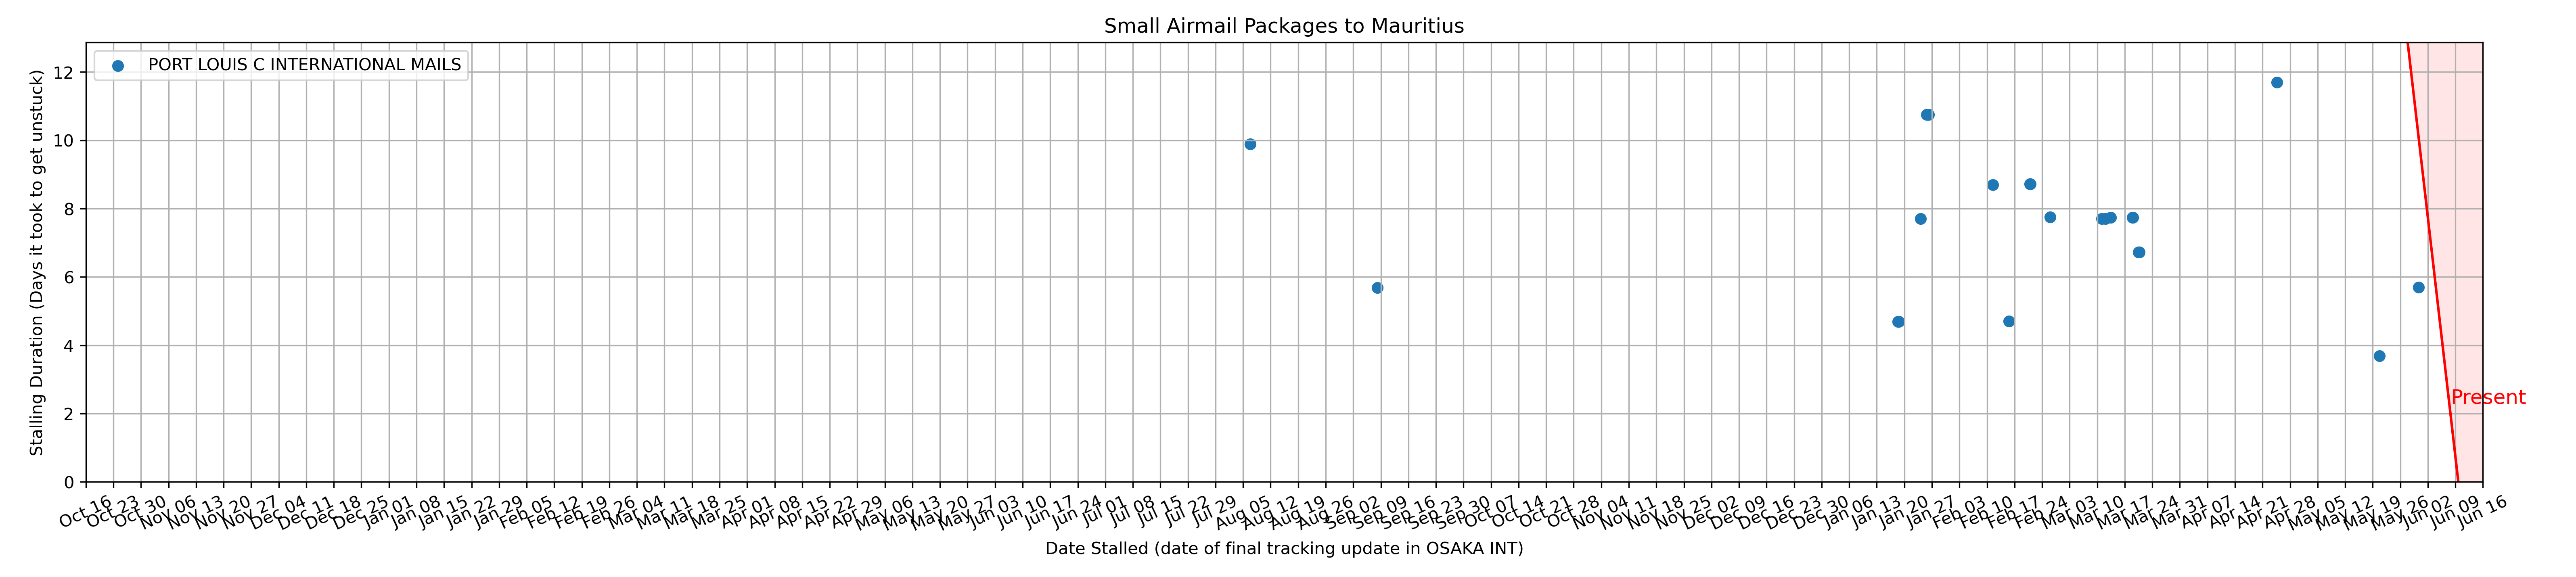 Small Airmail Packages to Mauritius
PORT LOUIS C INTERNATIONAL MAILS
Stalling Duration (Days it took to get unstuck)
12
10
8
6
4
2
0
Present
Oct 16
Oct 23
Oct 30
Nov 06
Nov 13
Nov 20
Nov 27
Dec 04
Dec 11
Dec 18
Dec 25
Jan 01
Jan 08
Jan 15
Jan 22
Jan 29
Feb 05
Feb 12
Feb 19
Feb 26
Mar 04
Mar 11
Mar 18
Mar 25
Apr 01
Apr 08
Apr 15
Apr 22
Apr 29
May 06
May 13
May 20
May 27
Jun 03
Jun 10
Jun 17
Jun 24
Jul 01
Jul 08
Jul 15
Jul 22
Jul 29
Aug 05
Aug 12
Aug 19
Aug 26
Sep 02
Sep 09
Sep 16
Sep 23
Sep 30
Oct 07
Oct 14
Oct 21
Oct 28
Nov 04
Nov 11
Nov 18
Nov 25
Dec 02
Dec 09
Dec 16
Dec 23
Dec 30
Jan 06
Jan 13
Jan 20
Jan 27
Feb 03
Feb 10
Feb 17
Feb 24
Mar 03
Mar 10
Mar 17
Mar 24
Mar 31
Apr 07
Apr 14
Apr 21
Apr 28
May 05
May 12
May 19
May 26
Jun 02
Jun 09
Jun 16
Date Stalled (date of final tracking update in OSAKA INT)